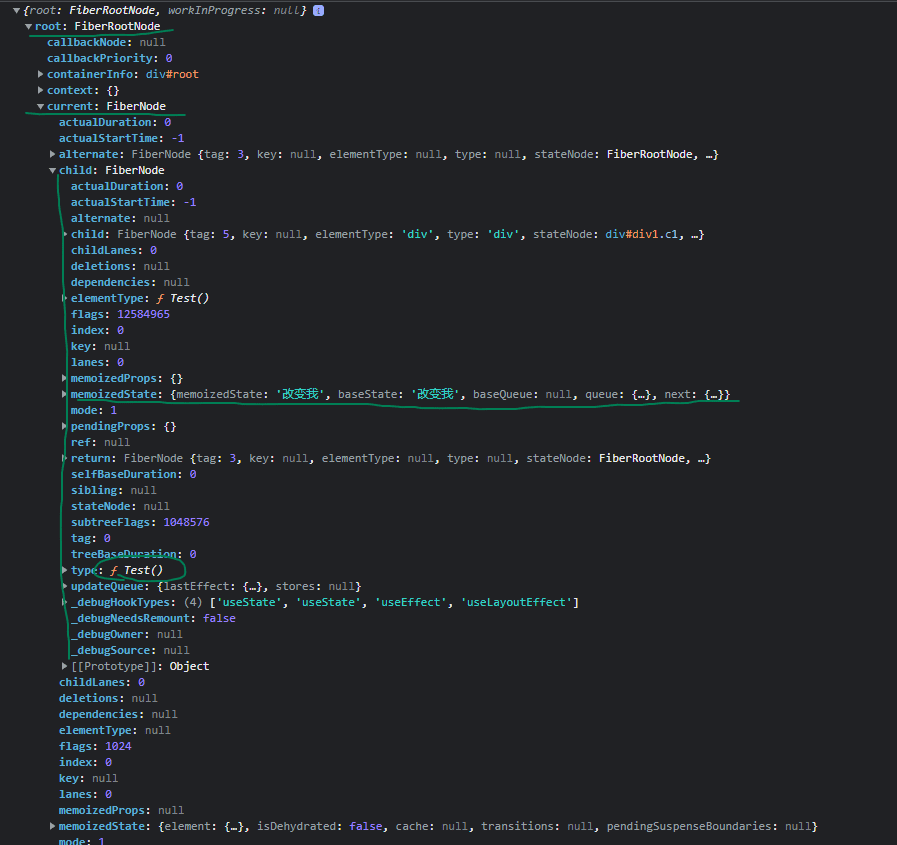 {root: FiberRootNode, workInProgress: null} i
root: FiberRootNode
callbackNode: null
callbackPriority: 0
containerInfo: div#root
context: {}
current: FiberNode
actualDuration: 0
actualStartTime: -1
alternate: FiberNode {tag: 3, key: null, elementType: null, type: null, stateNode: FiberRootNode, …}
child: FiberNode
actualDuration: 0
actualStartTime: -1
alternate: null
child: FiberNode {tag: 5, key: null, elementType: 'div', type: 'div', stateNode: div#div1.c1, …}
childLanes: 0
deletions: null
dependencies: null
elementType: ƒ Test()
flags: 12584965
index: 0
key: null
lanes: 0
memoizedProps: {}
memoizedState: {memoizedState: '改变我', baseState: '改变我', baseQueue: null, queue: {…}, next: {…}}
mode: 1
pendingProps: {}
ref: null
return: FiberNode {tag: 3, key: null, elementType: null, type: null, stateNode: FiberRootNode, …}
selfBaseDuration: 0
sibling: null
stateNode: null
subtreeFlags: 1048576
tag: 0
treeBaseDuration: 0
type: ƒ Test()
updateQueue: {lastEffect: {…}, stores: null}
_debugHookTypes: (4) ['useState', 'useState', 'useEffect', 'useLayoutEffect']
_debugNeedsRemount: false
_debugOwner: null
_debugSource: null
[[Prototype]]: Object
childLanes: 0
deletions: null
dependencies: null
elementType: null
flags: 1024
index: 0
key: null
lanes: 0
memoizedProps: null
memoizedState: {element: {…}, isDehydrated: false, cache: null, transitions: null, pendingSuspenseBoundaries: null}
mode: 1